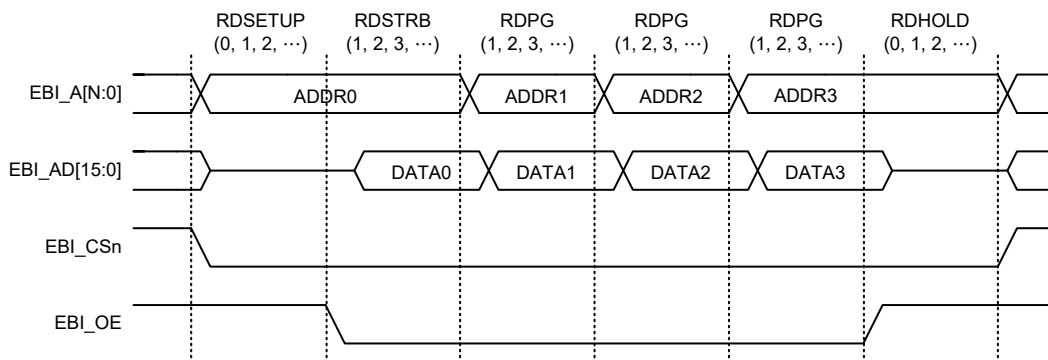 RDSETUP RDSTRB RDPG RDPG RDPG RDHOLD
(0, 1, 2, ⋯) (1, 2, 3, ⋯) (1, 2, 3, ⋯) (1, 2, 3, ⋯) (1, 2, 3, ⋯) (0, 1, 2, ⋯)
EBI_A[N:0] ADDR0 ADDR1 ADDR2 ADDR3
EBI_AD[15:0] DATA0 DATA1 DATA2 DATA3
EBI_CSn
EBI_OE